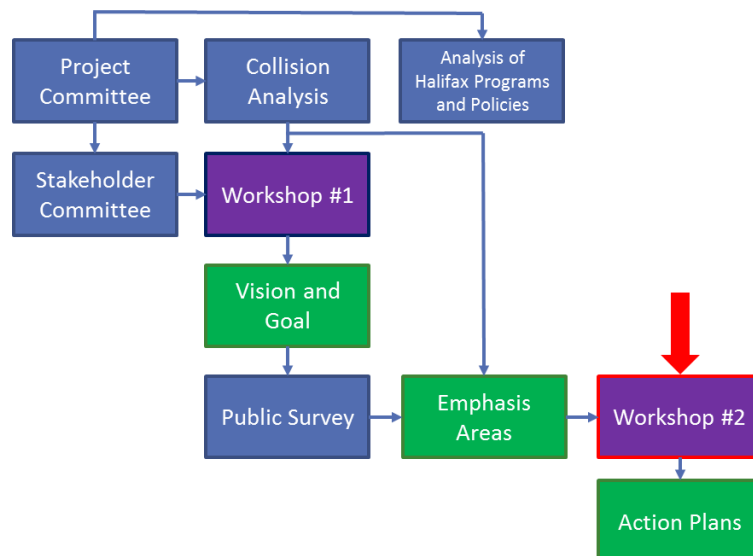 Project
Committee
Collision
Analysis
Analysis of
Halifax Programs
and Policies
Stakeholder
Committee
Workshop #1
Vision and
Goal
Public Survey
Emphasis
Areas
Workshop #2
Action Plans